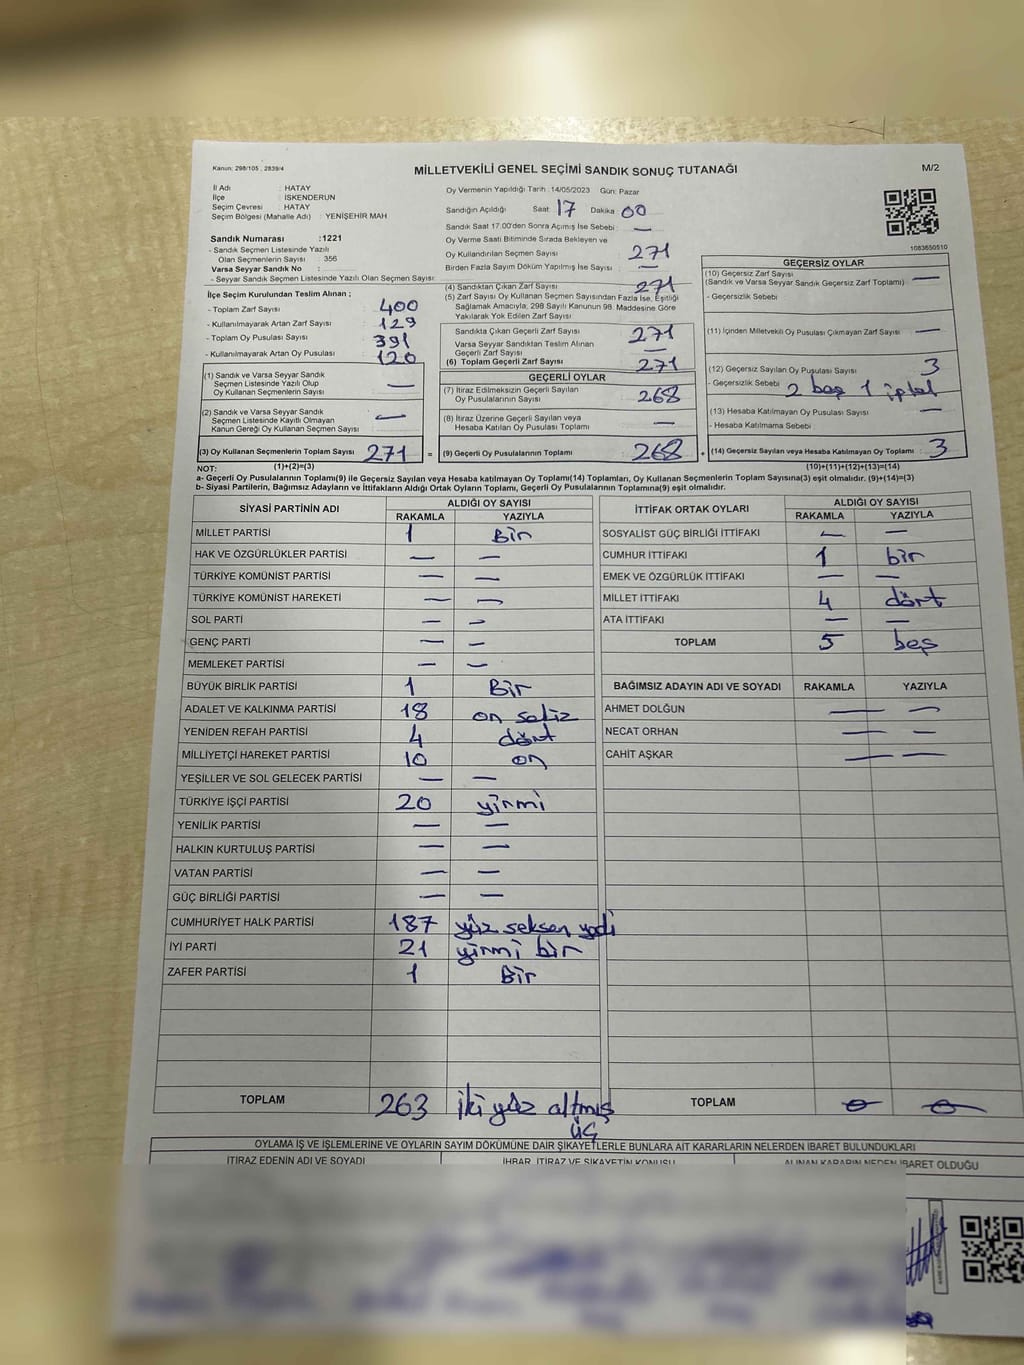 Kanun: 298/105 , 2839/4
MİLLETVEKİLİ GENEL SEÇİMİ SANDIK SONUÇ TUTANAĞI
M/2
İl Adı : HATAY
İlçe : İSKENDERUN
Seçim Çevresi : HATAY
Seçim Bölgesi (Mahalle Adı) : YENİŞEHİR MAH
Sandık Numarası :1221
- Sandık Seçmen Listesinde Yazılı
Olan Seçmenlerin Sayısı : 356
Varsa Seyyar Sandık No :
- Seyyar Sandık Seçmen Listesinde Yazılı Olan Seçmen Sayısı:
İlçe Seçim Kurulundan Teslim Alınan ;
- Toplam Zarf Sayısı : 400
- Kullanılmayarak Artan Zarf Sayısı : 129
- Toplam Oy Pusulası Sayısı : 391
- Kullanılmayarak Artan Oy Pusulası : 120
(1) Sandık ve Varsa Seyyar Sandık
Seçmen Listesinde Yazılı Olup
Oy Kullanan Seçmenlerin Sayısı : —
(2) Sandık ve Varsa Seyyar Sandık
Seçmen Listesinde Kayıtlı Olmayan
Kanun Gereği Oy Kullanan Seçmen Sayısı : —
(3) Oy Kullanan Seçmenlerin Toplam Sayısı 271
Oy Vermenin Yapıldığı Tarih :14/05/2023 Gün: Pazar
Sandığın Açıldığı Saat: 17 Dakika 00
Sandık Saat 17.00'den Sonra Açılmış İse Sebebi : —
Oy Verme Saati Bitiminde Sırada Bekleyen ve
Oy Kullandırılan Seçmen Sayısı : 271
Birden Fazla Sayım Döküm Yapılmış İse Sayısı : —
(4) Sandıktan Çıkan Zarf Sayısı : 271
(5) Zarf Sayısı Oy Kullanan Seçmen Sayısından Fazla İse, Eşitliği
Sağlamak Amacıyla, 298 Sayılı Kanunun 98. Maddesine Göre
Yakılarak Yok Edilen Zarf Sayısı :
Sandıkta Çıkan Geçerli Zarf Sayısı : 271
Varsa Seyyar Sandıktan Teslim Alınan
Geçerli Zarf Sayısı : —
(6) Toplam Geçerli Zarf Sayısı : 271
GEÇERLİ OYLAR
(7) İtiraz Edilmeksizin Geçerli Sayılan
Oy Pusulalarının Sayısı : 268
(8) İtiraz Üzerine Geçerli Sayılan veya
Hesaba Katılan Oy Pusulası Toplamı : —
= (9) Geçerli Oy Pusulalarının Toplamı : 268
1083650510
GEÇERSİZ OYLAR
(10) Geçersiz Zarf Sayısı : —
(Sandık ve Varsa Seyyar Sandık Geçersiz Zarf Toplamı)
- Geçersizlik Sebebi :
(11) İçinden Milletvekili Oy Pusulası Çıkmayan Zarf Sayısı : —
(12) Geçersiz Sayılan Oy Pusulası Sayısı : 3
- Geçersizlik Sebebi : 2 boş 1 iptal
(13) Hesaba Katılmayan Oy Pusulası Sayısı : —
- Hesaba Katılmama Sebebi :
+ (14) Geçersiz Sayılan veya Hesaba Katılmayan Oy Toplamı : 3
NOT: (1)+(2)=(3)
(10)+(11)+(12)+(13)=(14)
a- Geçerli Oy Pusulalarının Toplamı(9) ile Geçersiz Sayılan veya Hesaba katılmayan Oy Toplamı(14) Toplamları, Oy Kullanan Seçmenlerin Toplam Sayısına(3) eşit olmalıdır. (9)+(14)=(3)
b- Siyasi Partilerin, Bağımsız Adayların ve İttifakların Aldığı Ortak Oyların Toplamı, Geçerli Oy Pusulalarının Toplamına(9) eşit olmalıdır.
SİYASİ PARTİNİN ADI ALDIĞI OY SAYISI
RAKAMLA YAZIYLA
MİLLET PARTİSİ 1 Bir
HAK VE ÖZGÜRLÜKLER PARTİSİ — —
TÜRKİYE KOMÜNİST PARTİSİ — —
TÜRKİYE KOMÜNİST HAREKETİ — —
SOL PARTİ — —
GENÇ PARTİ — —
MEMLEKET PARTİSİ — —
BÜYÜK BİRLİK PARTİSİ 1 Bir
ADALET VE KALKINMA PARTİSİ 18 on sekiz
YENİDEN REFAH PARTİSİ 4 dört
MİLLİYETÇİ HAREKET PARTİSİ 10 on
YEŞİLLER VE SOL GELECEK PARTİSİ — —
TÜRKİYE İŞÇİ PARTİSİ 20 yirmi
YENİLİK PARTİSİ — —
HALKIN KURTULUŞ PARTİSİ — —
VATAN PARTİSİ — —
GÜÇ BİRLİĞİ PARTİSİ — —
CUMHURİYET HALK PARTİSİ 187 yüz seksen yedi
İYİ PARTİ 21 yirmi bir
ZAFER PARTİSİ 1 Bir
TOPLAM 263 iki yüz altmış
üç
İTTİFAK ORTAK OYLARI ALDIĞI OY SAYISI
RAKAMLA YAZIYLA
SOSYALİST GÜÇ BİRLİĞİ İTTİFAKI — —
CUMHUR İTTİFAKI 1 bir
EMEK VE ÖZGÜRLÜK İTTİFAKI — —
MİLLET İTTİFAKI 4 dört
ATA İTTİFAKI — —
TOPLAM 5 beş
BAĞIMSIZ ADAYIN ADI VE SOYADI RAKAMLA YAZIYLA
AHMET DOLĞUN — —
NECAT ORHAN — —
CAHİT AŞKAR — —
TOPLAM 0 0
OYLAMA İŞ VE İŞLEMLERİNE VE OYLARIN SAYIM DÖKÜMÜNE DAİR ŞİKAYETLERLE BUNLARA AİT KARARLARIN NELERDEN İBARET BULUNDUKLARI
İTİRAZ EDENİN ADI VE SOYADI İHBAR, İTİRAZ VE ŞİKAYETİN KONUSU ALINAN KARARIN NEDEN İBARET OLDUĞU